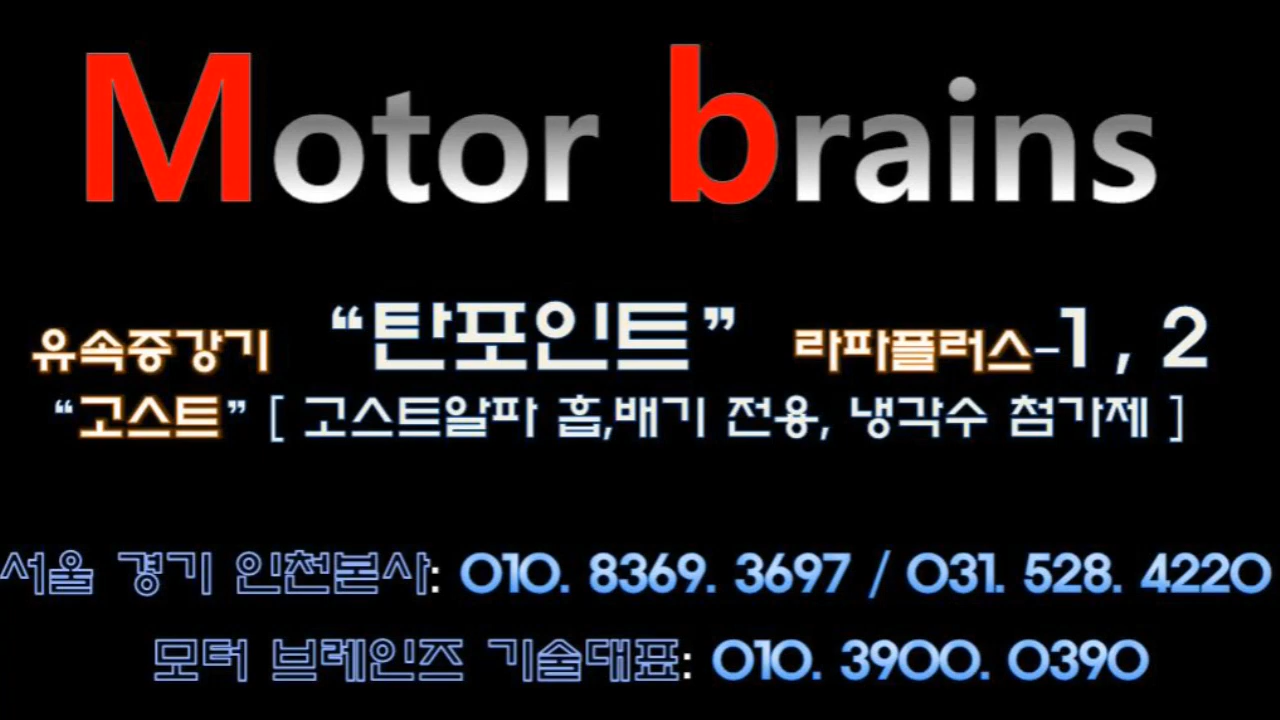 Motor brains
유속증강기 “탄포인트” 라파플러스-1 , 2
“고스트” [ 고스트알파 흡,배기 전용, 냉각수 첨가제 ]
서울 경기 인천본사: 010. 8369. 3697 / 031. 528. 4220
모터 브레인즈 기술대표: 010. 3900. 0390